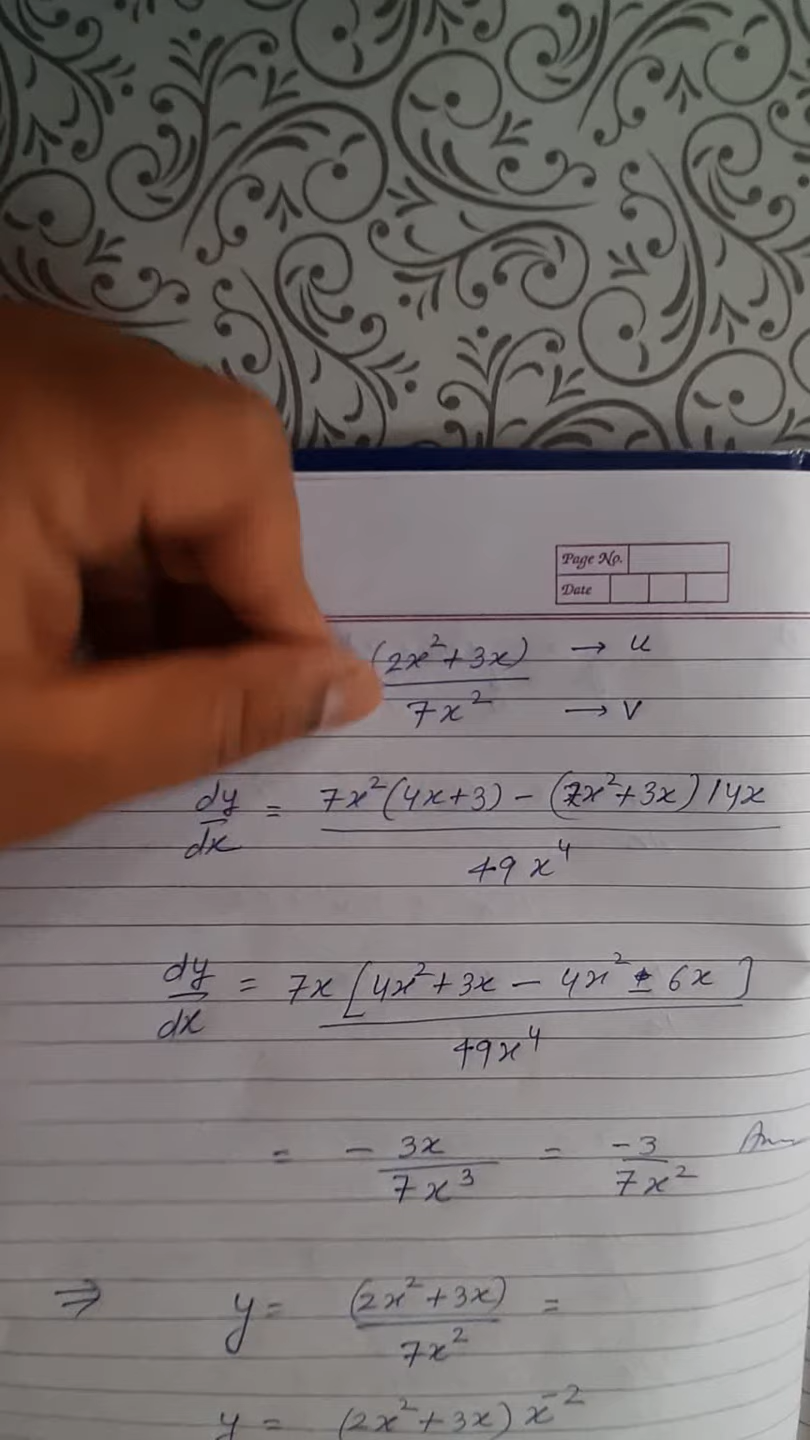 Page No.
Date
(2x²+3x) → u
7x² → v
dy/dx = 7x²(4x+3) - (2x²+3x)14x / 49x⁴
dy/dx = 7x[4x²+3x - 4x² - 6x] / 49x⁴
= - 3x / 7x³ = -3 / 7x² Ans
⇒ y = (2x²+3x) / 7x² =
y = (2x²+3x) x⁻²